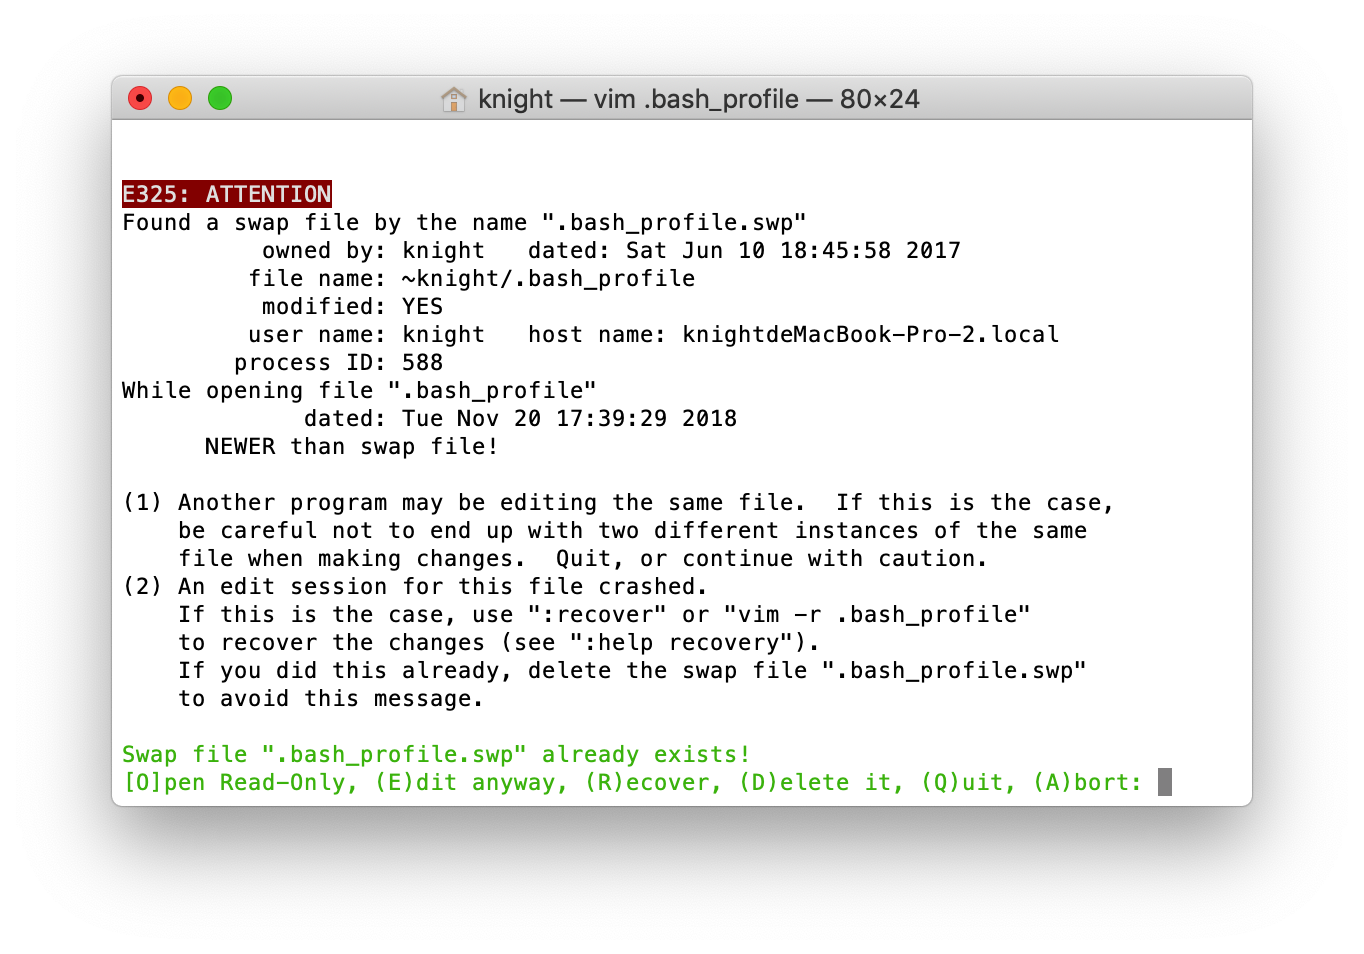 knight — vim .bash_profile — 80×24
E325: ATTENTION
Found a swap file by the name ".bash_profile.swp"
          owned by: knight   dated: Sat Jun 10 18:45:58 2017
         file name: ~knight/.bash_profile
          modified: YES
         user name: knight   host name: knightdeMacBook-Pro-2.local
        process ID: 588
While opening file ".bash_profile"
             dated: Tue Nov 20 17:39:29 2018
      NEWER than swap file!

(1) Another program may be editing the same file.  If this is the case,
    be careful not to end up with two different instances of the same
    file when making changes.  Quit, or continue with caution.
(2) An edit session for this file crashed.
    If this is the case, use ":recover" or "vim -r .bash_profile"
    to recover the changes (see ":help recovery").
    If you did this already, delete the swap file ".bash_profile.swp"
    to avoid this message.

Swap file ".bash_profile.swp" already exists!
[O]pen Read-Only, (E)dit anyway, (R)ecover, (D)elete it, (Q)uit, (A)bort: